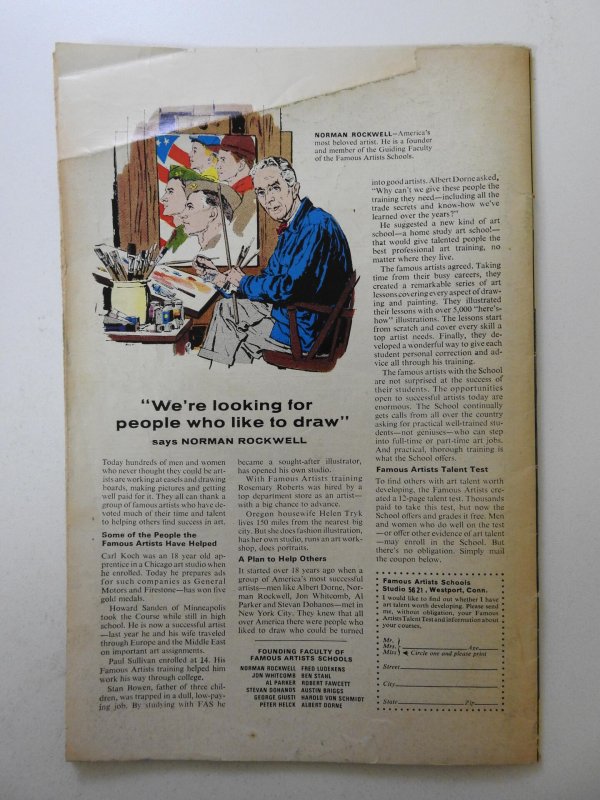 NORMAN ROCKWELL—America's
most beloved artist. He is a founder
and member of the Guiding Faculty
of the Famous Artists Schools.
"We're looking for
people who like to draw"
says NORMAN ROCKWELL
Today hundreds of men and women
who never thought they could be art-
ists are working at easels and drawing
boards, making pictures and getting
well paid for it. They all can thank a
group of famous artists who have de-
voted much of their time and talent
to helping others find success in art.
Some of the People the
Famous Artists Have Helped
Carl Koch was an 18 year old ap-
prentice in a Chicago art studio when
he enrolled. Today he prepares ads
for such companies as General
Motors and Firestone—has won five
gold medals.
Howard Sanden of Minneapolis
took the Course while still in high
school. He is now a successful artist
—last year he and his wife traveled
through Europe and the Middle East
on important art assignments.
Paul Sullivan enrolled at 14. His
Famous Artists training helped him
work his way through college.
Stan Bowen, father of three chil-
dren, was trapped in a dull, low-pay-
ing job. By studying with FAS he
became a sought-after illustrator,
has opened his own studio.
With Famous Artists training
Rosemary Roberts was hired by a
top department store as an artist—
with a big chance to advance.
Oregon housewife Helen Tryk
lives 150 miles from the nearest big
city. But she does fashion illustration,
has her own studio, runs an art work-
shop, does portraits.
A Plan to Help Others
It started over 18 years ago when a
group of America's most successful
artists—men like Albert Dorne, Nor-
man Rockwell, Jon Whitcomb, Al
Parker and Stevan Dohanos—met in
New York City. They knew that all
over America there were people who
liked to draw who could be turned
FOUNDING FACULTY OF
FAMOUS ARTISTS SCHOOLS
NORMAN ROCKWELL FRED LUDEKENS
JON WHITCOMB BEN STAHL
AL PARKER ROBERT FAWCETT
STEVAN DOHANOS AUSTIN BRIGGS
GEORGE GIUSTI HAROLD VON SCHMIDT
PETER HELCK ALBERT DORNE
into good artists. Albert Dorne asked,
"Why can't we give these people the
training they need—including all the
trade secrets and know-how we've
learned over the years?"
He suggested a new kind of art
school—a home study art school—
that would give talented people the
best professional art training, no
matter where they live.
The famous artists agreed. Taking
time from their busy careers, they
created a remarkable series of art
lessons covering every aspect of draw-
ing and painting. They illustrated
their lessons with over 5,000 "here's-
how" illustrations. The lessons start
from scratch and cover every skill a
top artist needs. Finally, they de-
veloped a wonderful way to give each
student personal correction and ad-
vice all through his training.
The famous artists with the School
are not surprised at the success of
their students. The opportunities
open to successful artists today are
enormous. The School continually
gets calls from all over the country
asking for practical well-trained stu-
dents—not geniuses—who can step
into full-time or part-time art jobs.
And practical, thorough training is
what the School offers.
Famous Artists Talent Test
To find others with art talent worth
developing, the Famous Artists cre-
ated a 12-page talent test. Thousands
paid to take this test, but now the
School offers and grades it free. Men
and women who do well on the test
—or offer other evidence of art talent
—may enroll in the School. But
there's no obligation. Simply mail
the coupon below.
Famous Artists Schools
Studio 5621, Westport, Conn.
I would like to find out whether I have
art talent worth developing. Please send
me, without obligation, your Famous
Artists Talent Test and information about
your courses.
Mr.
Mrs. Age
Miss Circle one and please print
Street
City
State Zip